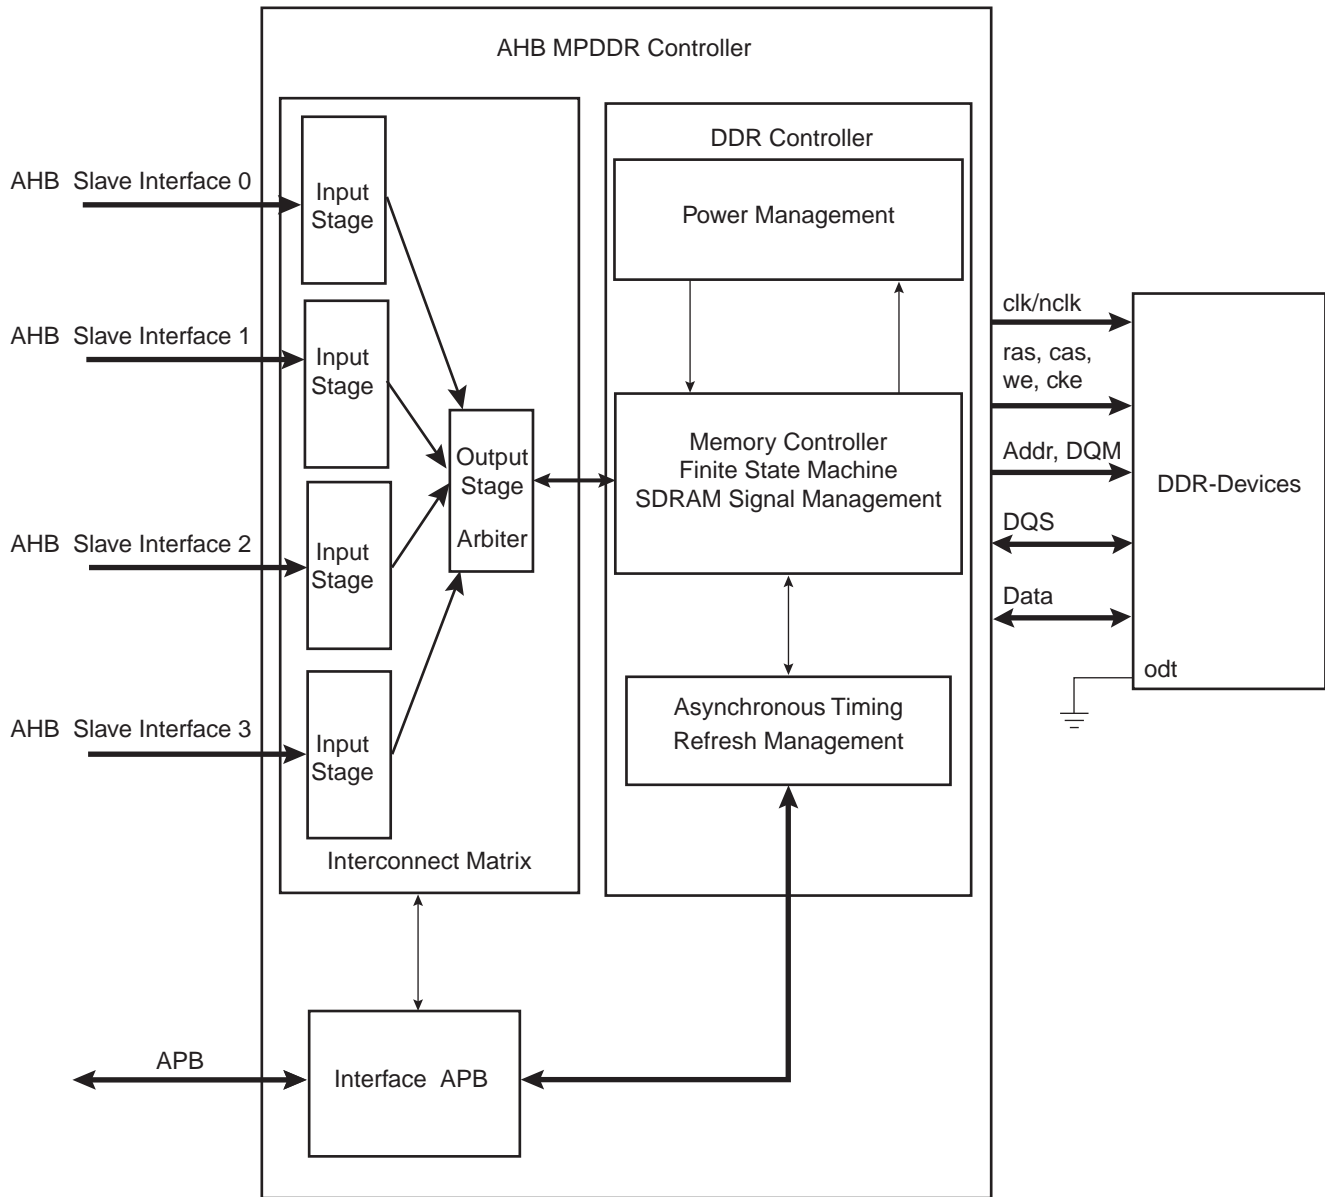 AHB MPDDR Controller
DDR Controller
AHB Slave Interface 0
Input
Stage
Power Management
AHB Slave Interface 1
Input
Stage
clk/nclk
ras, cas,
we, cke
Output
Stage
Arbiter
Memory Controller
Finite State Machine
SDRAM Signal Management
Addr, DQM
DDR-Devices
AHB Slave Interface 2
Input
Stage
DQS
Data
odt
AHB Slave Interface 3
Input
Stage
Asynchronous Timing
Refresh Management
Interconnect Matrix
APB
Interface APB